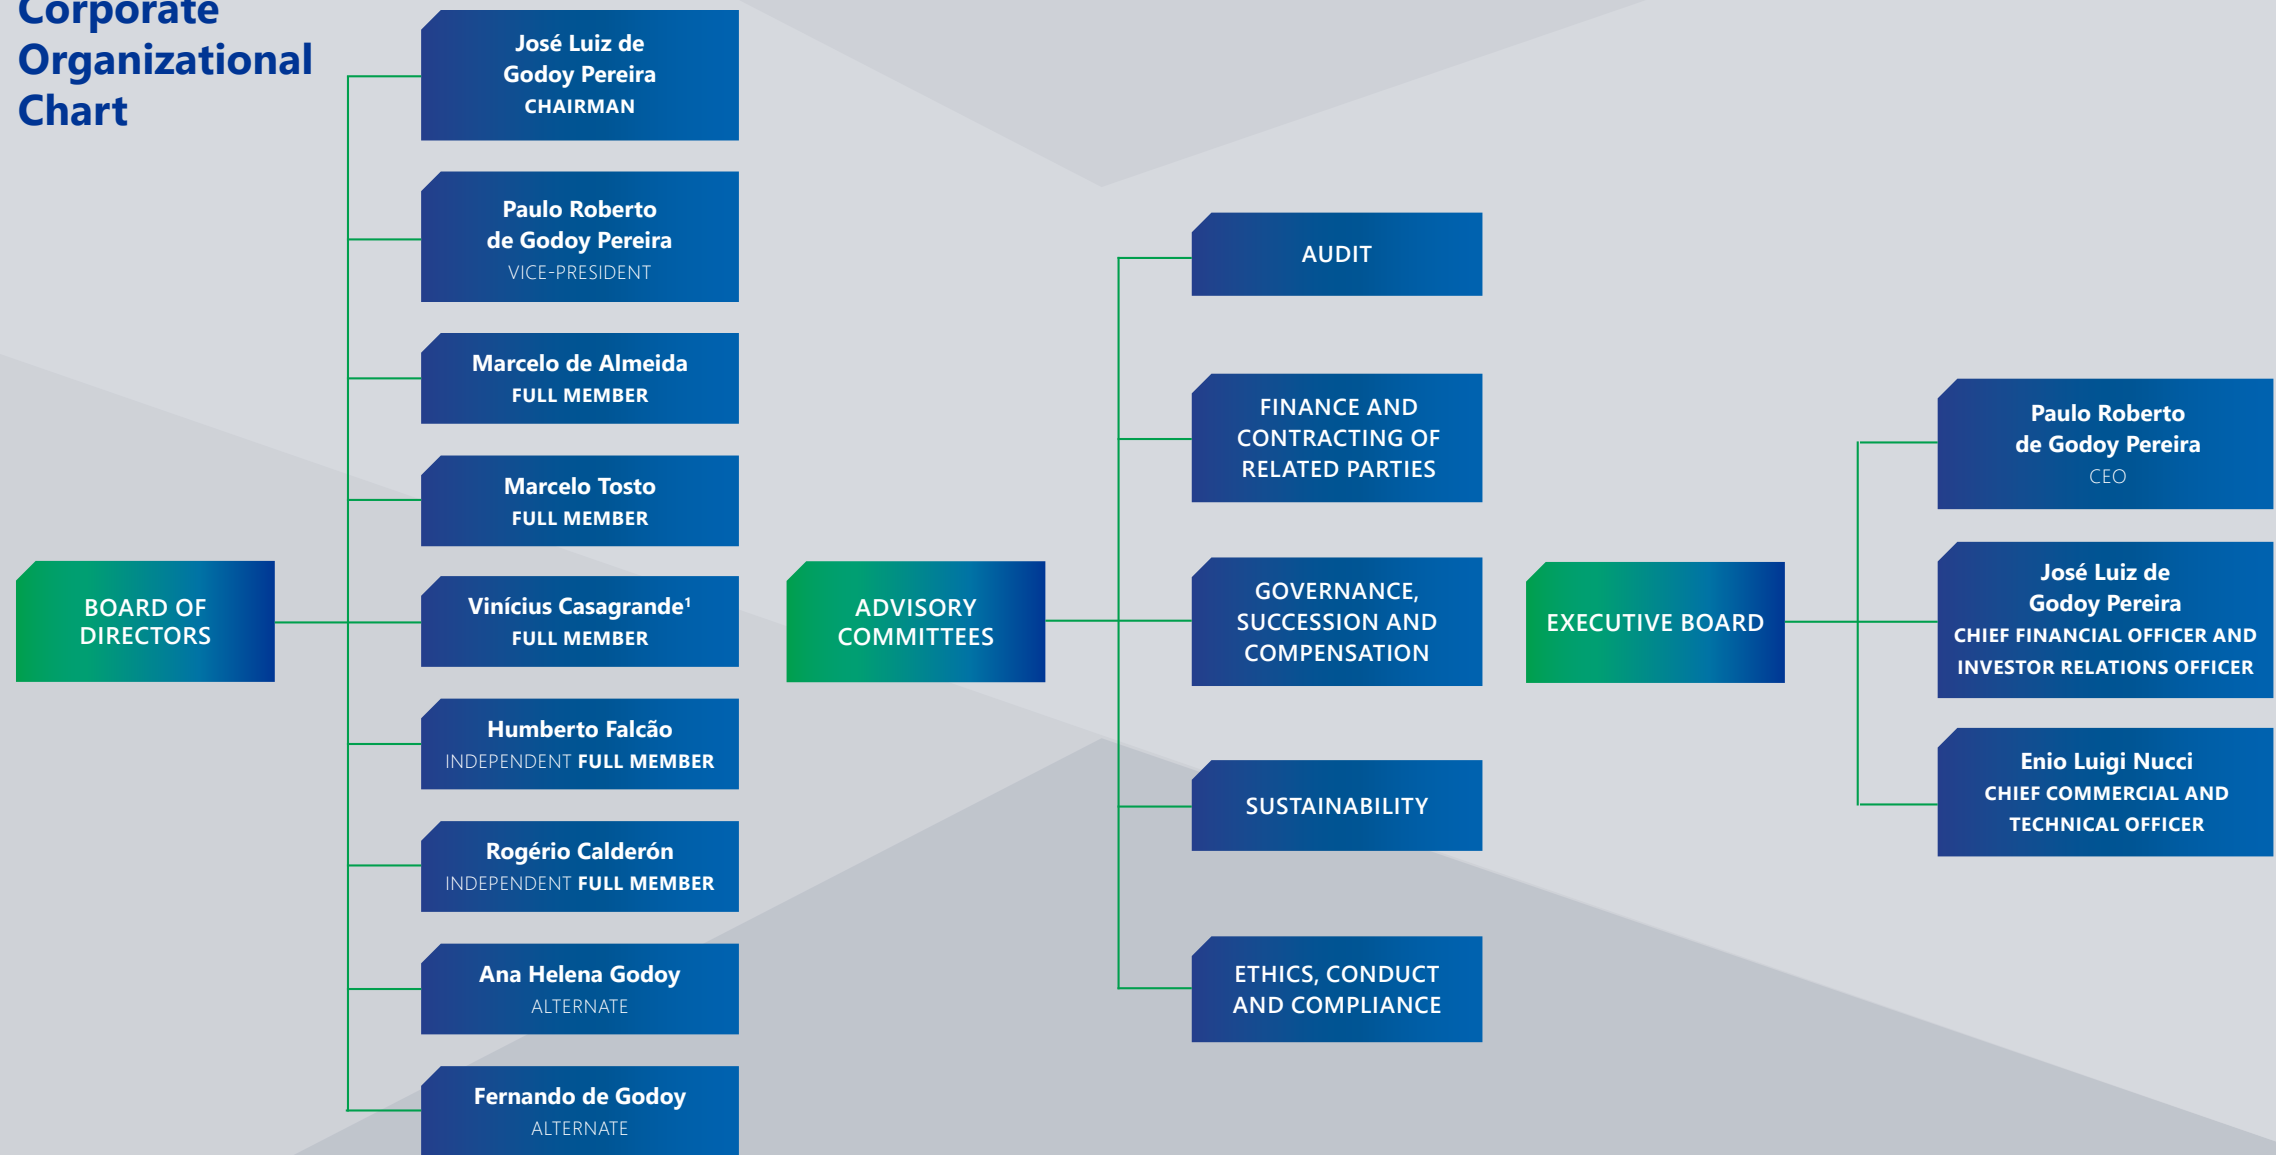 Corporate
Organizational
Chart
BOARD OF
DIRECTORS
José Luiz de
Godoy Pereira
CHAIRMAN
Paulo Roberto
de Godoy Pereira
VICE-PRESIDENT
Marcelo de Almeida
FULL MEMBER
Marcelo Tosto
FULL MEMBER
Vinícius Casagrande¹
FULL MEMBER
Humberto Falcão
INDEPENDENT FULL MEMBER
Rogério Calderón
INDEPENDENT FULL MEMBER
Ana Helena Godoy
ALTERNATE
Fernando de Godoy
ALTERNATE
ADVISORY
COMMITTEES
AUDIT
FINANCE AND
CONTRACTING OF
RELATED PARTIES
GOVERNANCE,
SUCCESSION AND
COMPENSATION
SUSTAINABILITY
ETHICS, CONDUCT
AND COMPLIANCE
EXECUTIVE BOARD
Paulo Roberto
de Godoy Pereira
CEO
José Luiz de
Godoy Pereira
CHIEF FINANCIAL OFFICER AND
INVESTOR RELATIONS OFFICER
Enio Luigi Nucci
CHIEF COMMERCIAL AND
TECHNICAL OFFICER